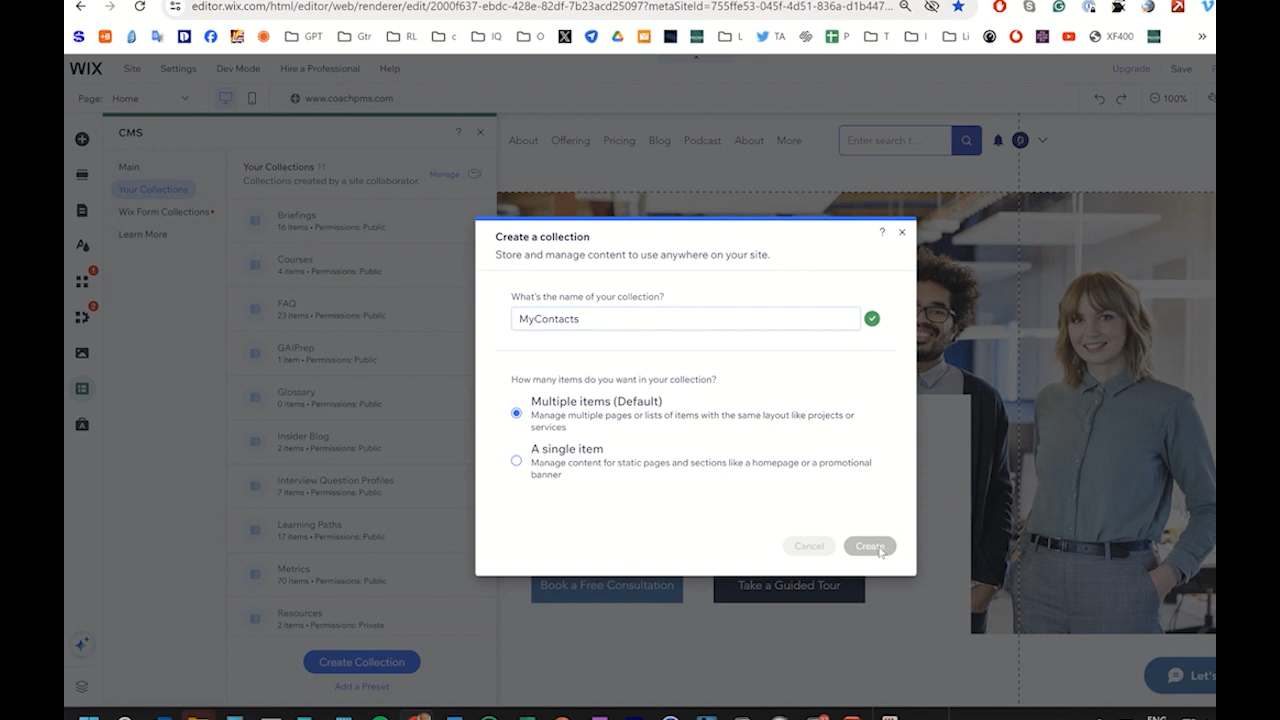 editor.wix.com/html/editor/web/renderer/edit/2000f637-ebdc-428e-82df-7b23acd25097?metaSiteId=755ffe53-045f-4d51-836a-d1b447...
GPT Gtr RL c IQ O L TA P T I Li XF400 »
WIX Site Settings Dev Mode Hire a Professional Help Upgrade Save
Page: Home www.coachpms.com 100%
CMS ?
About Offering Pricing Blog Podcast About More Enter search t...
Main
Your Collections
Wix Form Collections
Learn More
Your Collections 11
Collections created by a site collaborator.
Manage
Briefings
16 items • Permissions: Public
Courses
4 items • Permissions: Public
FAQ
23 items • Permissions: Public
GAIPrep
1 item • Permissions: Public
Glossary
0 items • Permissions: Public
Insider Blog
2 items • Permissions: Public
Interview Question Profiles
7 items • Permissions: Public
Learning Paths
17 items • Permissions: Public
Metrics
70 items • Permissions: Public
Resources
2 items • Permissions: Private
Create Collection
Add a Preset
Create a collection ?
Store and manage content to use anywhere on your site.
What's the name of your collection?
MyContacts
How many items do you want in your collection?
Multiple items (Default)
Manage multiple pages or lists of items with the same layout like projects or
services
A single item
Manage content for static pages and sections like a homepage or a promotional
banner
Cancel Create
Book a Free Consultation Take a Guided Tour
Let's